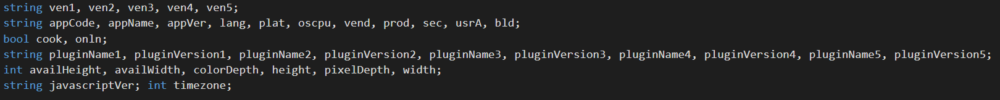 string ven1, ven2, ven3, ven4, ven5;
string appCode, appName, appVer, lang, plat, oscpu, vend, prod, sec, usrA, bld;
bool cook, onln;
string pluginName1, pluginVersion1, pluginName2, pluginVersion2, pluginName3, pluginVersion3, pluginName4, pluginVersion4, pluginName5, pluginVersion5;
int availHeight, availWidth, colorDepth, height, pixelDepth, width;
string javascriptVer; int timezone;